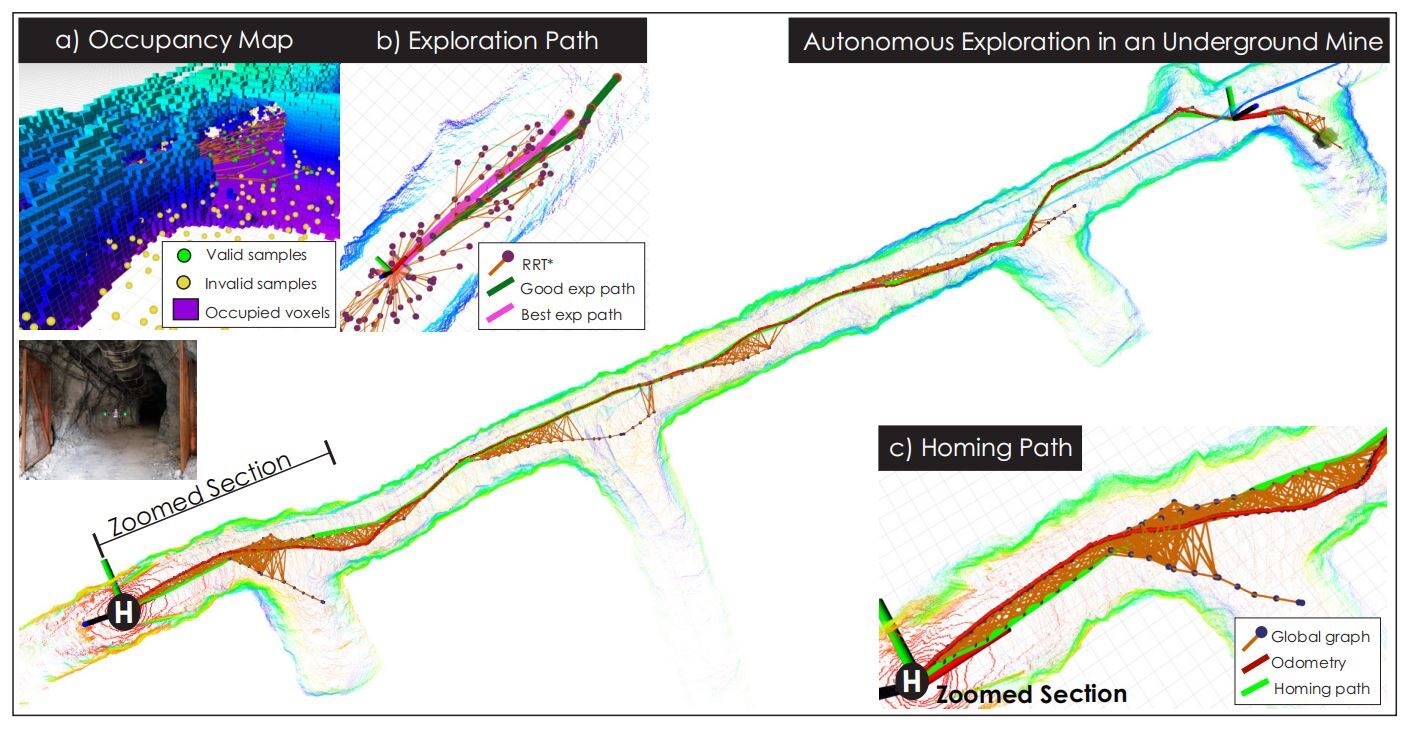 a) Occupancy Map
b) Exploration Path
Autonomous Exploration in an Underground Mine
Valid samples
Invalid samples
Occupied voxels
RRT*
Good exp path
Best exp path
Zoomed Section
H
c) Homing Path
Global graph
Odometry
Homing path
H
Zoomed Section